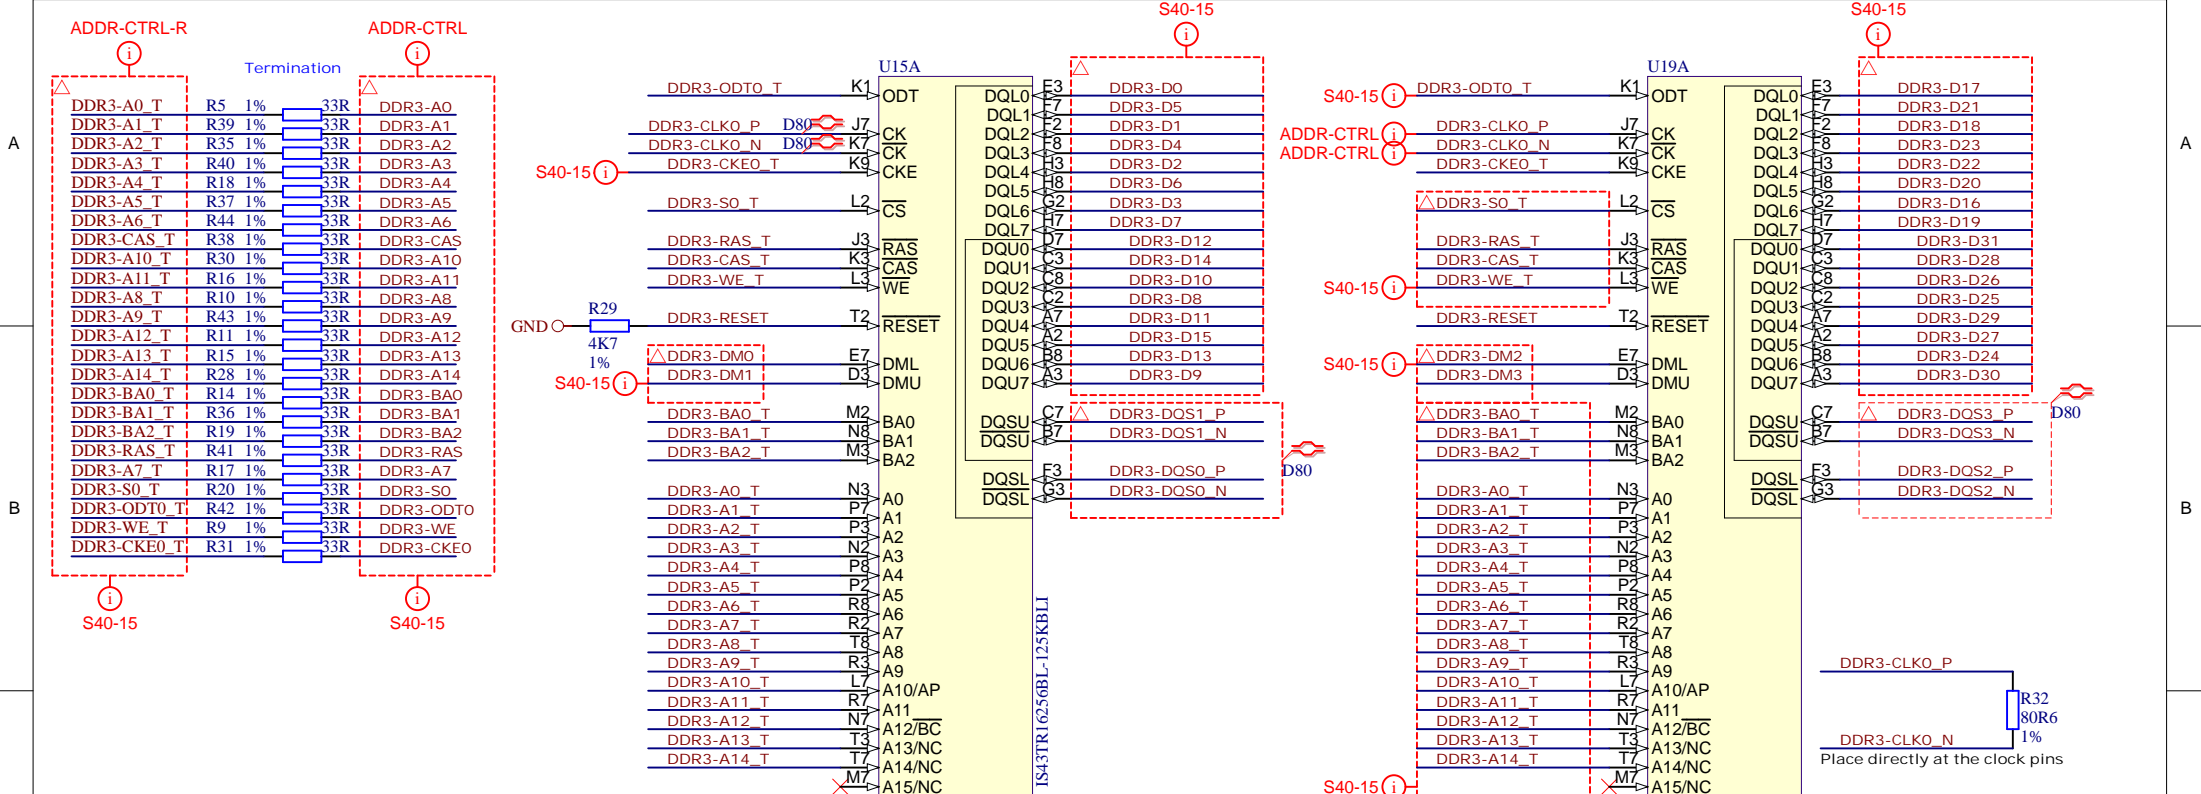 ADDR-CTRL-R
ADDR-CTRL
Termination
DDR3-A0_T R5 1% 33R DDR3-A0
DDR3-A1_T R39 1% 33R DDR3-A1
DDR3-A2_T R35 1% 33R DDR3-A2
DDR3-A3_T R40 1% 33R DDR3-A3
DDR3-A4_T R18 1% 33R DDR3-A4
DDR3-A5_T R37 1% 33R DDR3-A5
DDR3-A6_T R44 1% 33R DDR3-A6
DDR3-CAS_T R38 1% 33R DDR3-CAS
DDR3-A10_T R30 1% 33R DDR3-A10
DDR3-A11_T R16 1% 33R DDR3-A11
DDR3-A8_T R10 1% 33R DDR3-A8
DDR3-A9_T R43 1% 33R DDR3-A9
DDR3-A12_T R11 1% 33R DDR3-A12
DDR3-A13_T R15 1% 33R DDR3-A13
DDR3-A14_T R28 1% 33R DDR3-A14
DDR3-BA0_T R14 1% 33R DDR3-BA0
DDR3-BA1_T R36 1% 33R DDR3-BA1
DDR3-BA2_T R19 1% 33R DDR3-BA2
DDR3-RAS_T R41 1% 33R DDR3-RAS
DDR3-A7_T R17 1% 33R DDR3-A7
DDR3-S0_T R20 1% 33R DDR3-S0
DDR3-ODT0_T R42 1% 33R DDR3-ODT0
DDR3-WE_T R9 1% 33R DDR3-WE
DDR3-CKE0_T R31 1% 33R DDR3-CKE0
S40-15
S40-15
A
B
U15A
S40-15
DDR3-ODT0_T K1 ODT
DDR3-CLK0_P D80 J7 CK
DDR3-CLK0_N D80 K7 CK
S40-15 DDR3-CKE0_T K9 CKE
DDR3-S0_T L2 CS
DDR3-RAS_T J3 RAS
DDR3-CAS_T K3 CAS
DDR3-WE_T L3 WE
R29
GND DDR3-RESET T2 RESET
4K7
1%
DDR3-DM0 E7 DML
S40-15 DDR3-DM1 D3 DMU
DDR3-BA0_T M2 BA0
DDR3-BA1_T N8 BA1
DDR3-BA2_T M3 BA2
DDR3-A0_T N3 A0
DDR3-A1_T P7 A1
DDR3-A2_T P3 A2
DDR3-A3_T N2 A3
DDR3-A4_T P8 A4
DDR3-A5_T P2 A5
DDR3-A6_T R8 A6
DDR3-A7_T R2 A7
DDR3-A8_T T8 A8
DDR3-A9_T R3 A9
DDR3-A10_T L7 A10/AP
DDR3-A11_T R7 A11
DDR3-A12_T N7 A12/BC
DDR3-A13_T T3 A13/NC
DDR3-A14_T T7 A14/NC
M7 A15/NC
DQL0 E3 DDR3-D0
DQL1 F7 DDR3-D5
DQL2 F2 DDR3-D1
DQL3 F8 DDR3-D4
DQL4 H3 DDR3-D2
DQL5 H8 DDR3-D6
DQL6 G2 DDR3-D3
DQL7 H7 DDR3-D7
DQU0 D7 DDR3-D12
DQU1 C3 DDR3-D14
DQU2 C8 DDR3-D10
DQU3 C2 DDR3-D8
DQU4 A7 DDR3-D11
DQU5 A2 DDR3-D15
DQU6 B8 DDR3-D13
DQU7 A3 DDR3-D9
DQSU C7 DDR3-DQS1_P
DQSU B7 DDR3-DQS1_N
DQSL F3 DDR3-DQS0_P
DQSL G3 DDR3-DQS0_N
D80
IS43TR16256BL-125KBLI
U19A
S40-15
S40-15 DDR3-ODT0_T K1 ODT
ADDR-CTRL DDR3-CLK0_P J7 CK
ADDR-CTRL DDR3-CLK0_N K7 CK
DDR3-CKE0_T K9 CKE
DDR3-S0_T L2 CS
DDR3-RAS_T J3 RAS
DDR3-CAS_T K3 CAS
S40-15 DDR3-WE_T L3 WE
DDR3-RESET T2 RESET
S40-15 DDR3-DM2 E7 DML
DDR3-DM3 D3 DMU
DDR3-BA0_T M2 BA0
DDR3-BA1_T N8 BA1
DDR3-BA2_T M3 BA2
DDR3-A0_T N3 A0
DDR3-A1_T P7 A1
DDR3-A2_T P3 A2
DDR3-A3_T N2 A3
DDR3-A4_T P8 A4
DDR3-A5_T P2 A5
DDR3-A6_T R8 A6
DDR3-A7_T R2 A7
DDR3-A8_T T8 A8
DDR3-A9_T R3 A9
DDR3-A10_T L7 A10/AP
DDR3-A11_T R7 A11
DDR3-A12_T N7 A12/BC
DDR3-A13_T T3 A13/NC
DDR3-A14_T T7 A14/NC
S40-15 M7 A15/NC
DQL0 E3 DDR3-D17
DQL1 F7 DDR3-D21
DQL2 F2 DDR3-D18
DQL3 F8 DDR3-D23
DQL4 H3 DDR3-D22
DQL5 H8 DDR3-D20
DQL6 G2 DDR3-D16
DQL7 H7 DDR3-D19
DQU0 D7 DDR3-D31
DQU1 C3 DDR3-D28
DQU2 C8 DDR3-D26
DQU3 C2 DDR3-D25
DQU4 A7 DDR3-D29
DQU5 A2 DDR3-D27
DQU6 B8 DDR3-D24
DQU7 A3 DDR3-D30
DQSU C7 DDR3-DQS3_P
DQSU B7 DDR3-DQS3_N
DQSL F3 DDR3-DQS2_P
DQSL G3 DDR3-DQS2_N
D80
DDR3-CLK0_P
R32
80R6
1%
DDR3-CLK0_N
Place directly at the clock pins
A
B